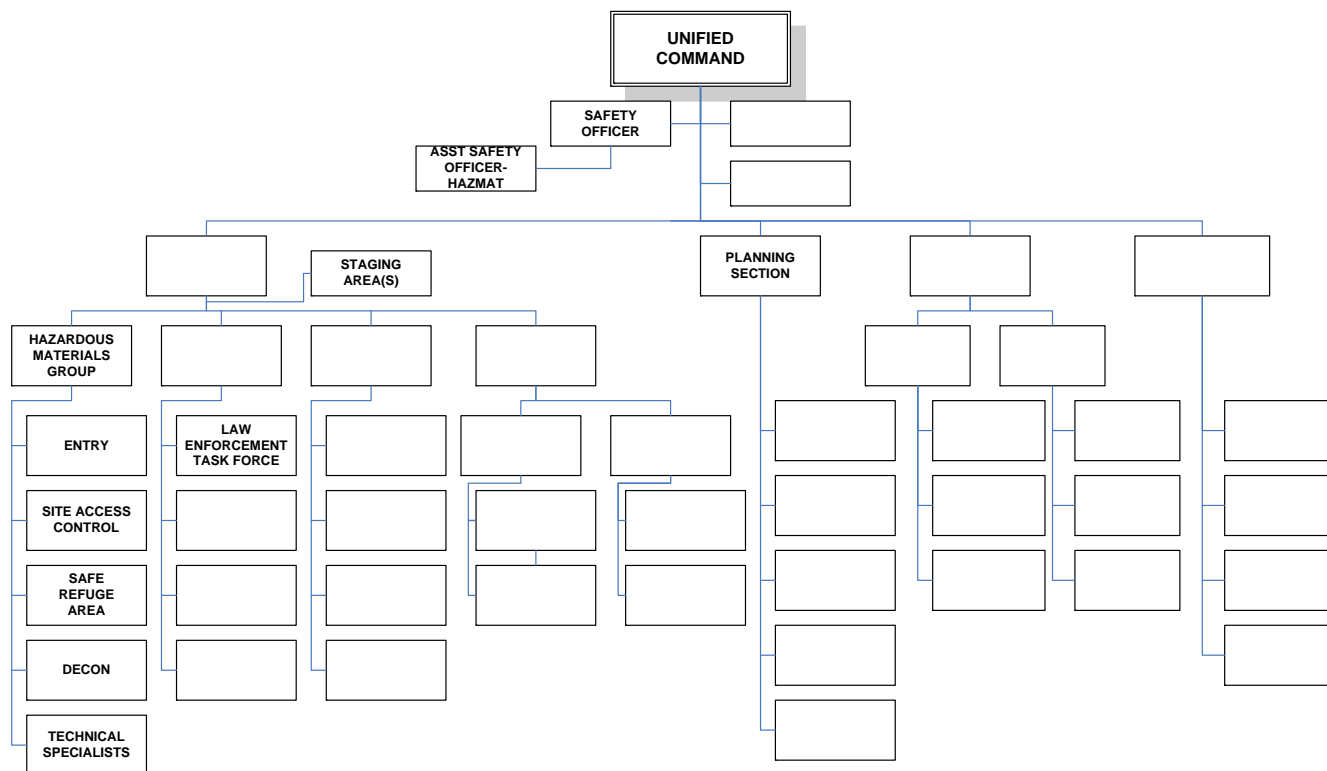 UNIFIED
COMMAND
SAFETY
OFFICER
ASST SAFETY
OFFICER-
HAZMAT
STAGING
AREA(S)
PLANNING
SECTION
HAZARDOUS
MATERIALS
GROUP
ENTRY
LAW
ENFORCEMENT
TASK FORCE
SITE ACCESS
CONTROL
SAFE
REFUGE
AREA
DECON
TECHNICAL
SPECIALISTS